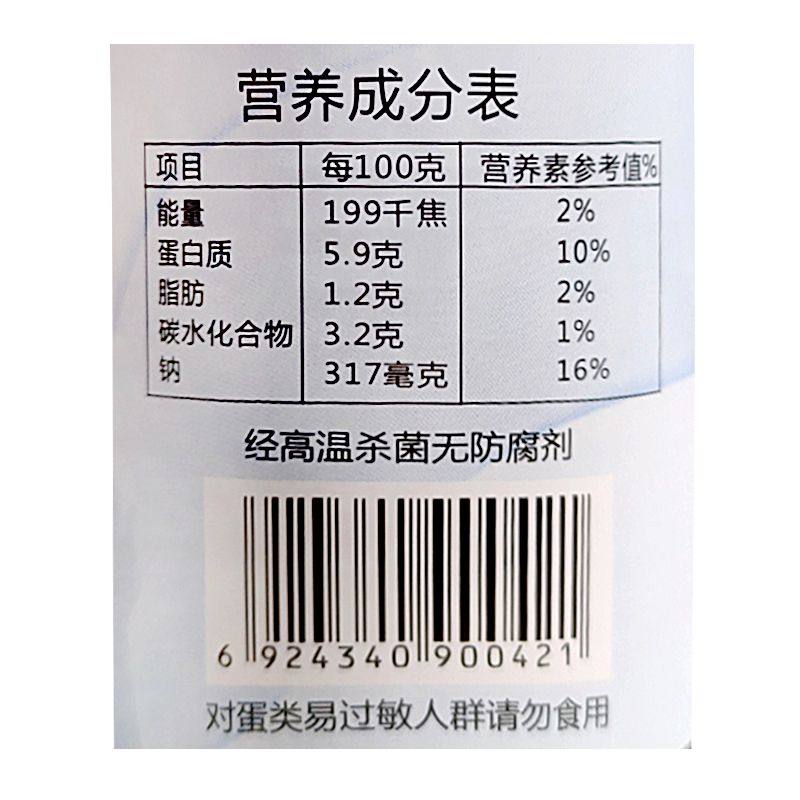 营养成分表
项目 每100克 营养素参考值%
能量 199千焦 2%
蛋白质 5.9克 10%
脂肪 1.2克 2%
碳水化合物 3.2克 1%
钠 317毫克 16%
经高温杀菌无防腐剂
6 924340 900421
对蛋类易过敏人群请勿食用